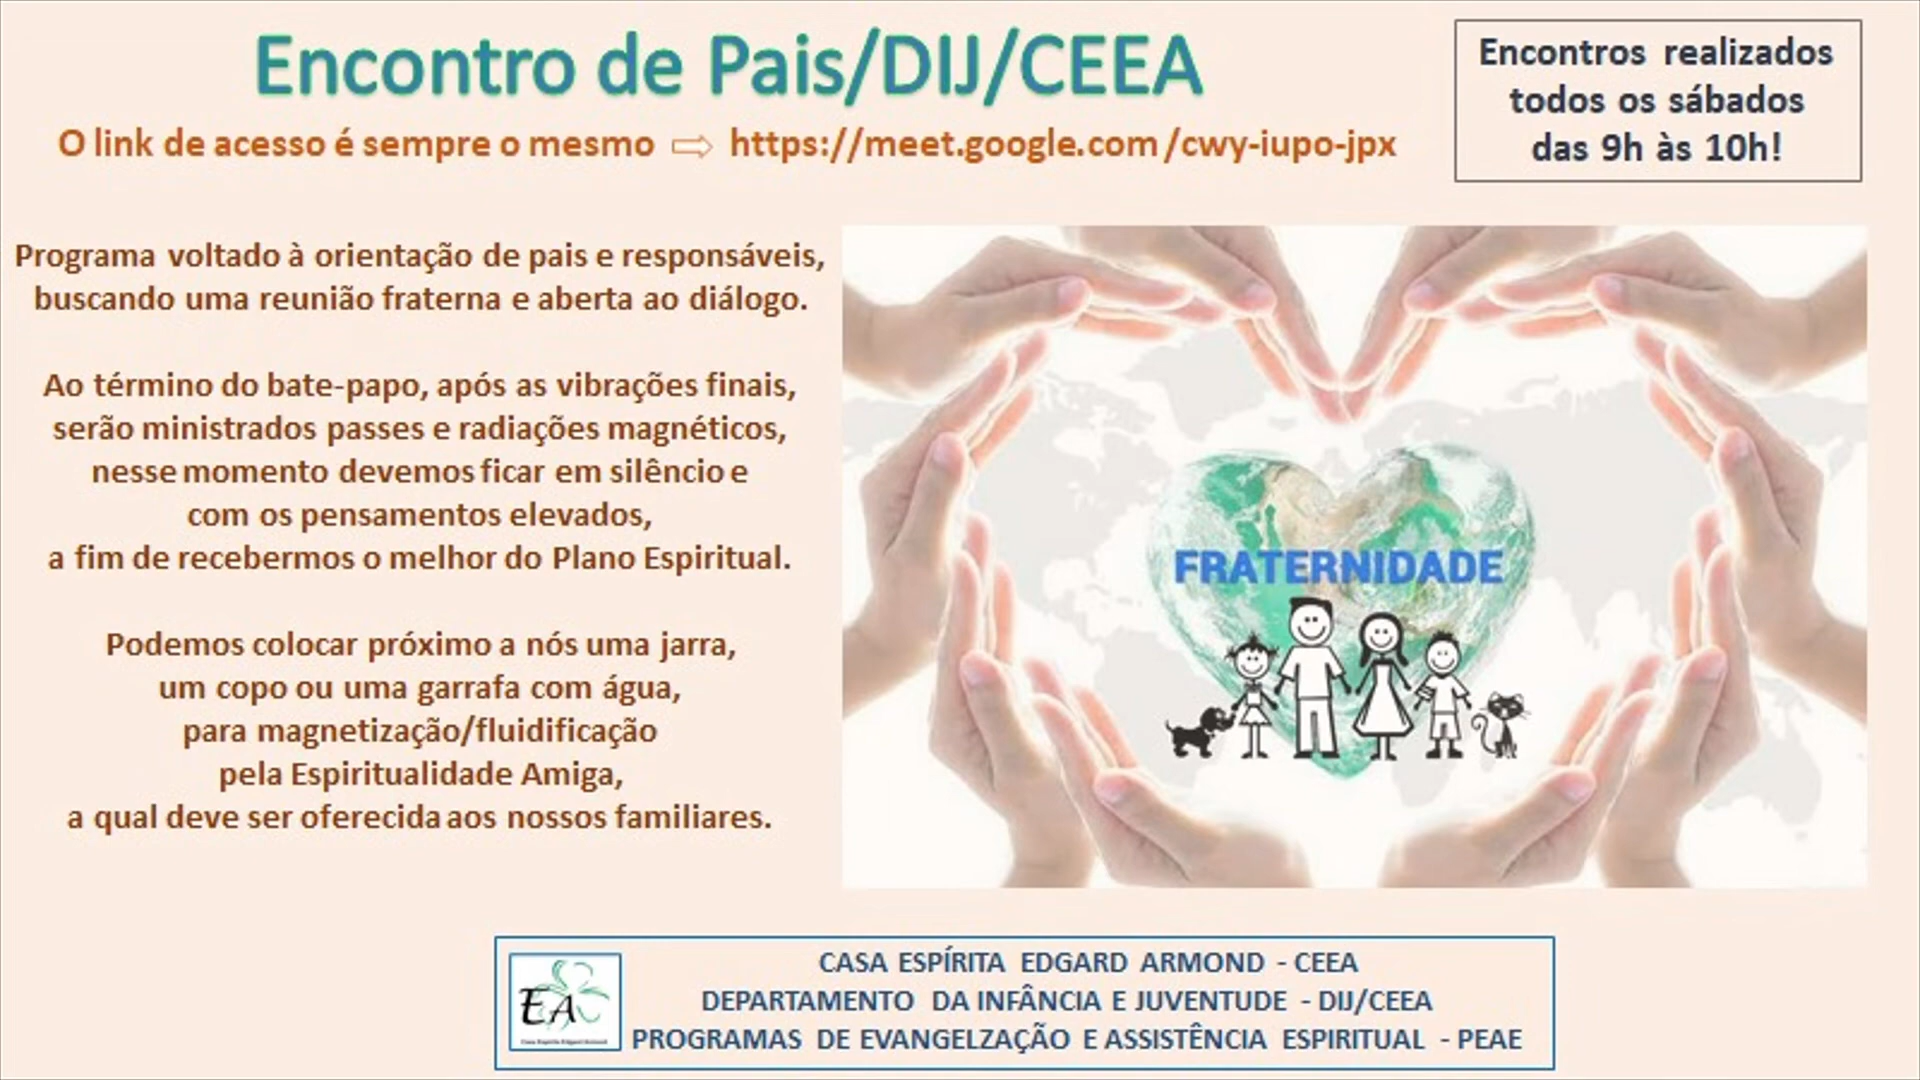 Encontro de Pais/DIJ/CEEA
O link de acesso é sempre o mesmo ⇨ https://meet.google.com/cwy-iupo-jpx
Encontros realizados
todos os sábados
das 9h às 10h!
Programa voltado à orientação de pais e responsáveis,
buscando uma reunião fraterna e aberta ao diálogo.
Ao término do bate-papo, após as vibrações finais,
serão ministrados passes e radiações magnéticos,
nesse momento devemos ficar em silêncio e
com os pensamentos elevados,
a fim de recebermos o melhor do Plano Espiritual.
Podemos colocar próximo a nós uma jarra,
um copo ou uma garrafa com água,
para magnetização/fluidificação
pela Espiritualidade Amiga,
a qual deve ser oferecida aos nossos familiares.
FRATERNIDADE
EA
Casa Espírita Edgard Armond
CASA ESPÍRITA EDGARD ARMOND - CEEA
DEPARTAMENTO DA INFÂNCIA E JUVENTUDE - DIJ/CEEA
PROGRAMAS DE EVANGELZAÇÃO E ASSISTÊNCIA ESPIRITUAL - PEAE